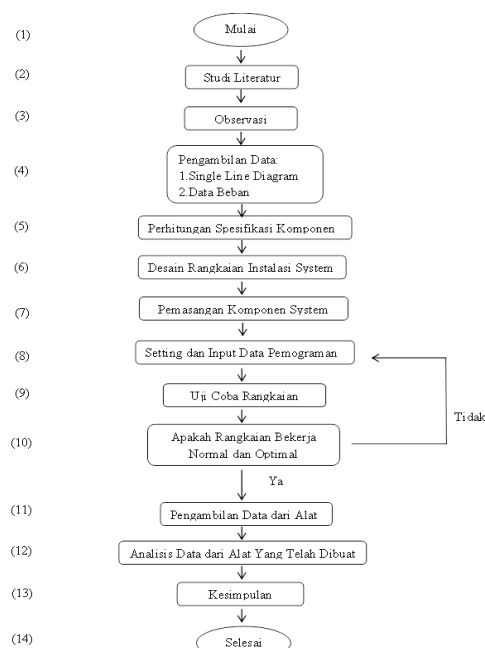 (1) Mulai
(2) Studi Literatur
(3) Observasi
(4) Pengambilan Data:
1.Single Line Diagram
2.Data Beban
(5) Perhitungan Spesifikasi Komponen
(6) Desain Rangkaian Instalasi System
(7) Pemasangan Komponen System
(8) Setting dan Input Data Pemograman
(9) Uji Coba Rangkaian
Tidak
(10) Apakah Rangkaian Bekerja
Normal dan Optimal
Ya
(11) Pengambilan Data dari Alat
(12) Analisis Data dari Alat Yang Telah Dibuat
(13) Kesimpulan
(14) Selesai